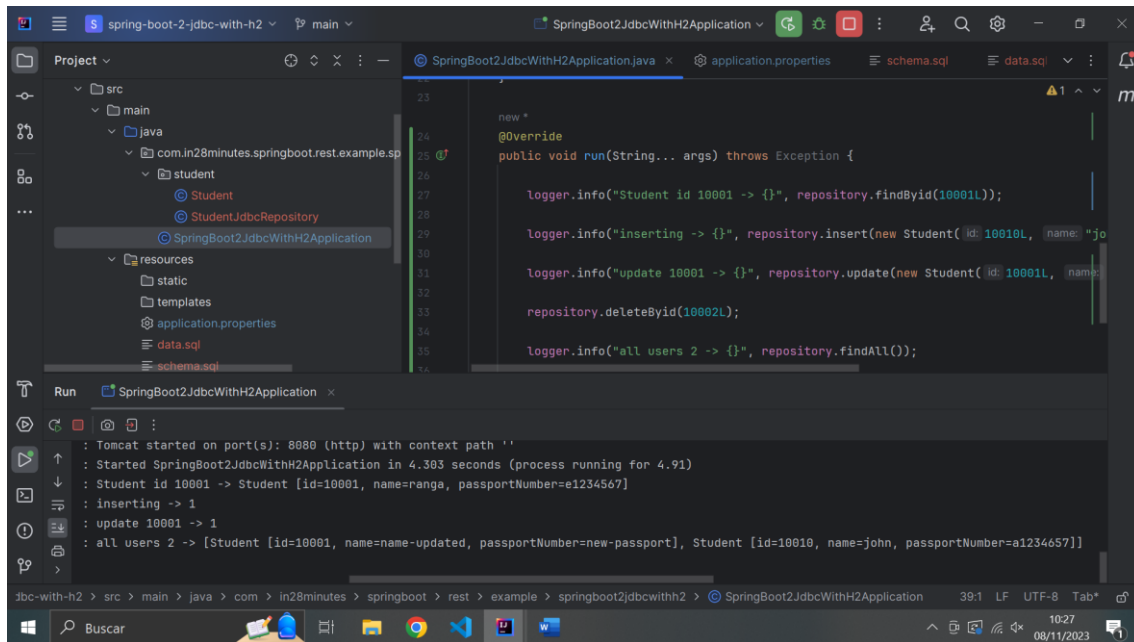 S spring-boot-2-jdbc-with-h2 main SpringBoot2JdbcWithH2Application
Project
SpringBoot2JdbcWithH2Application.java application.properties schema.sql data.sql
src
main
java
com.in28minutes.springboot.rest.example.sp
student
Student
StudentJdbcRepository
SpringBoot2JdbcWithH2Application
resources
static
templates
application.properties
data.sql
schema.sql
1
23
new *
24 @Override
25 public void run(String... args) throws Exception {
26
27 logger.info("Student id 10001 -> {}", repository.findByid(10001L));
28
29 logger.info("inserting -> {}", repository.insert(new Student( id: 10010L, name: "jo
30
31 logger.info("update 10001 -> {}", repository.update(new Student( id: 10001L, name:
32
33 repository.deleteByid(10002L);
34
35 logger.info("all users 2 -> {}", repository.findAll());
36
m
Run SpringBoot2JdbcWithH2Application
: Tomcat started on port(s): 8080 (http) with context path ''
: Started SpringBoot2JdbcWithH2Application in 4.303 seconds (process running for 4.91)
: Student id 10001 -> Student [id=10001, name=ranga, passportNumber=e1234567]
: inserting -> 1
: update 10001 -> 1
: all users 2 -> [Student [id=10001, name=name-updated, passportNumber=new-passport], Student [id=10010, name=john, passportNumber=a1234657]]
dbc-with-h2 > src > main > java > com > in28minutes > springboot > rest > example > springboot2jdbcwithh2 > SpringBoot2JdbcWithH2Application 39:1 LF UTF-8 Tab*
Buscar
10:27
08/11/2023